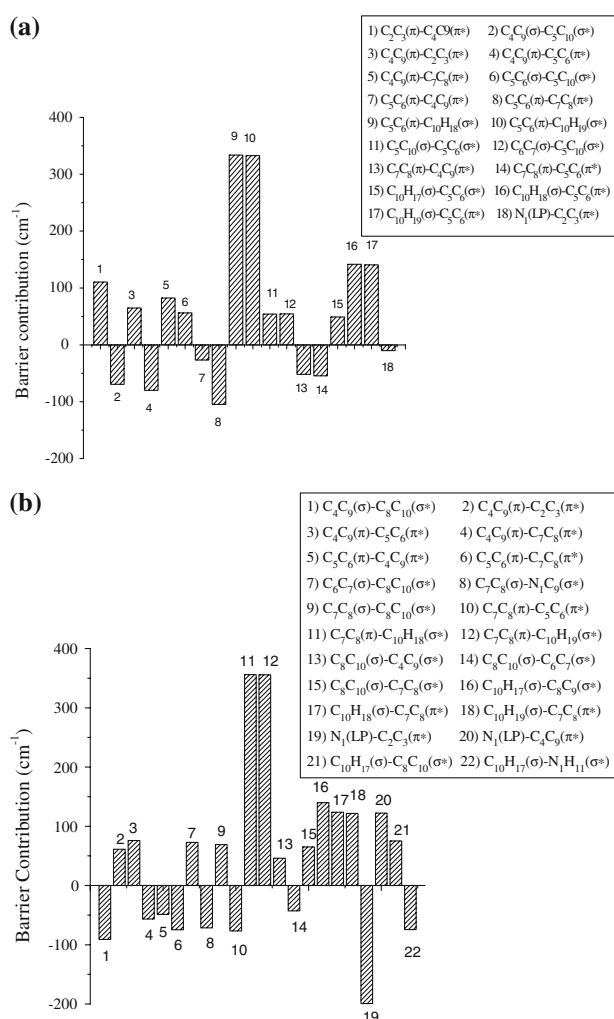 (a)
1) C₂C₃(π)-C₄C9(π*) 2) C₄C₉(σ)-C₅C₁₀(σ*)
3) C₄C₉(π)-C₂C₃(π*) 4) C₄C₉(π)-C₅C₆(π*)
5) C₄C₉(π)-C₇C₈(π*) 6) C₅C₆(σ)-C₅C₁₀(σ*)
7) C₅C₆(π)-C₄C₉(π*) 8) C₅C₆(π)-C₇C₈(π*)
9) C₅C₆(π)-C₁₀H₁₈(σ*) 10) C₅C₆(π)-C₁₀H₁₉(σ*)
11) C₅C₁₀(σ)-C₅C₆(σ*) 12) C₆C₇(σ)-C₅C₁₀(σ*)
13) C₇C₈(π)-C₄C₉(π*) 14) C₇C₈(π)-C₅C₆(π*)
15) C₁₀H₁₇(σ)-C₅C₆(σ*) 16) C₁₀H₁₈(σ)-C₅C₆(π*)
17) C₁₀H₁₉(σ)-C₅C₆(π*) 18) N₁(LP)-C₂C₃(π*)
Barrier contribution (cm⁻¹)
400
300
200
100
0
-100
-200
1
2
3
4
5
6
7
8
9
10
11
12
13
14
15
16
17
18
(b)
1) C₄C₉(σ)-C₈C₁₀(σ*) 2) C₄C₉(π)-C₂C₃(π*)
3) C₄C₉(π)-C₅C₆(π*) 4) C₄C₉(π)-C₇C₈(π*)
5) C₅C₆(π)-C₄C₉(π*) 6) C₅C₆(π)-C₇C₈(π*)
7) C₆C₇(σ)-C₈C₁₀(σ*) 8) C₇C₈(σ)-N₁C₉(σ*)
9) C₇C₈(σ)-C₈C₁₀(σ*) 10) C₇C₈(π)-C₅C₆(π*)
11) C₇C₈(π)-C₁₀H₁₈(σ*) 12) C₇C₈(π)-C₁₀H₁₉(σ*)
13) C₈C₁₀(σ)-C₄C₉(σ*) 14) C₈C₁₀(σ)-C₆C₇(σ*)
15) C₈C₁₀(σ)-C₇C₈(σ*) 16) C₁₀H₁₇(σ)-C₈C₉(σ*)
17) C₁₀H₁₈(σ)-C₇C₈(π*) 18) C₁₀H₁₉(σ)-C₇C₈(π*)
19) N₁(LP)-C₂C₃(π*) 20) N₁(LP)-C₄C₉(π*)
21) C₁₀H₁₇(σ)-C₈C₁₀(σ*) 22) C₁₀H₁₇(σ)-N₁H₁₁(σ*)
Barrier Contribution (cm⁻¹)
400
300
200
100
0
-100
-200
1
2
3
4
5
6
7
8
9
10
11
12
13
14
15
16
17
18
19
20
21
22